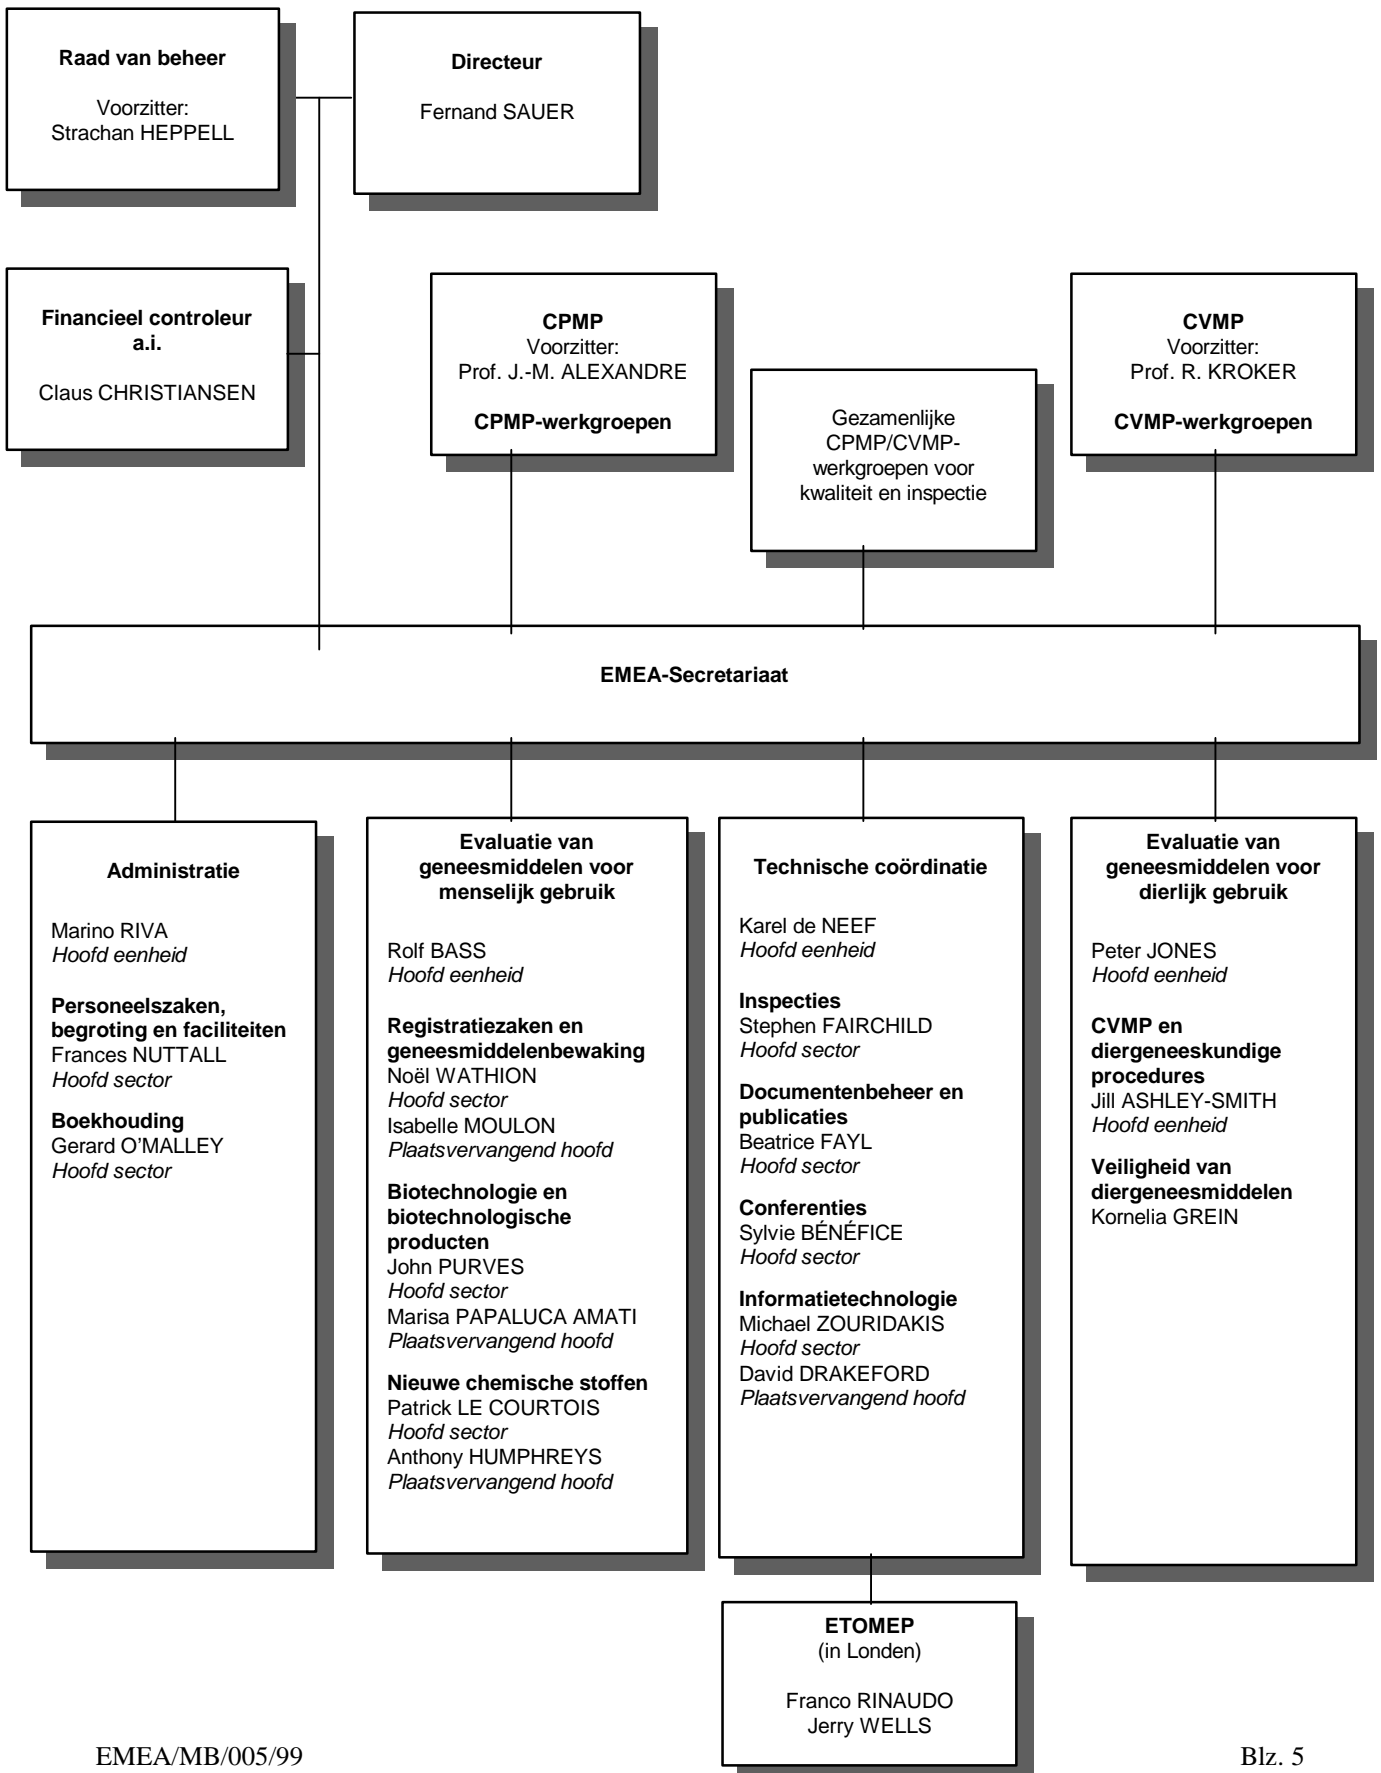 Raad van beheer
Voorzitter:
Strachan HEPPELL
Directeur
Fernand SAUER
Financieel controleur
a.i.
Claus CHRISTIANSEN
CPMP
Voorzitter:
Prof. J.-M. ALEXANDRE
CPMP-werkgroepen
Gezamenlijke
CPMP/CVMP-
werkgroepen voor
kwaliteit en inspectie
CVMP
Voorzitter:
Prof. R. KROKER
CVMP-werkgroepen
EMEA-Secretariaat
Administratie
Marino RIVA
Hoofd eenheid
Personeelszaken,
begroting en faciliteiten
Frances NUTTALL
Hoofd sector
Boekhouding
Gerard O'MALLEY
Hoofd sector
Evaluatie van
geneesmiddelen voor
menselijk gebruik
Rolf BASS
Hoofd eenheid
Registratiezaken en
geneesmiddelenbewaking
Noël WATHION
Hoofd sector
Isabelle MOULON
Plaatsvervangend hoofd
Biotechnologie en
biotechnologische
producten
John PURVES
Hoofd sector
Marisa PAPALUCA AMATI
Plaatsvervangend hoofd
Nieuwe chemische stoffen
Patrick LE COURTOIS
Hoofd sector
Anthony HUMPHREYS
Plaatsvervangend hoofd
Technische coördinatie
Karel de NEEF
Hoofd eenheid
Inspecties
Stephen FAIRCHILD
Hoofd sector
Documentenbeheer en
publicaties
Beatrice FAYL
Hoofd sector
Conferenties
Sylvie BÉNÉFICE
Hoofd sector
Informatietechnologie
Michael ZOURIDAKIS
Hoofd sector
David DRAKEFORD
Plaatsvervangend hoofd
Evaluatie van
geneesmiddelen voor
dierlijk gebruik
Peter JONES
Hoofd eenheid
CVMP en
diergeneeskundige
procedures
Jill ASHLEY-SMITH
Hoofd eenheid
Veiligheid van
diergeneesmiddelen
Kornelia GREIN
ETOMEP
(in Londen)
Franco RINAUDO
Jerry WELLS
EMEA/MB/005/99
Blz. 5